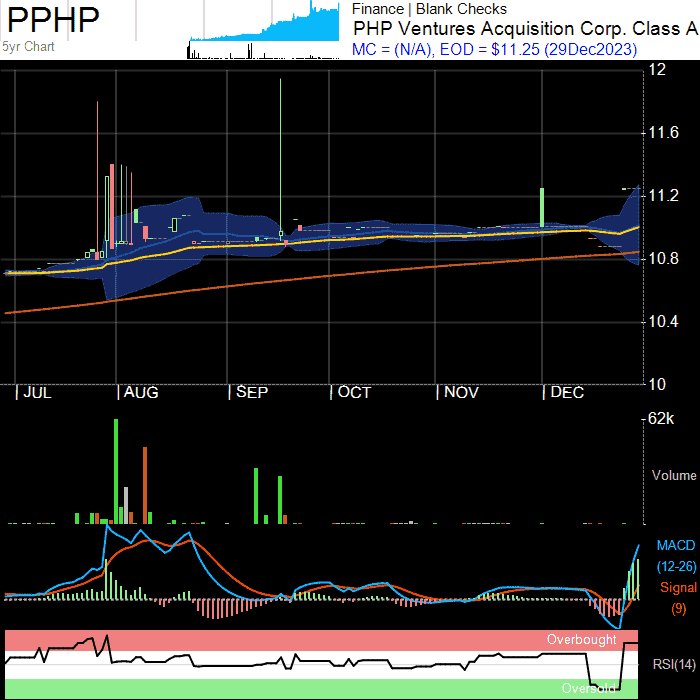 PPHP
5yr Chart
Finance | Blank Checks
PHP Ventures Acquisition Corp. Class A
MC = (N/A), EOD = $11.25 (29Dec2023)
12
11.6
11.2
10.8
10.4
10
JUL AUG SEP OCT NOV DEC
62k
Volume
MACD
(12-26)
Signal
(9)
Overbought
RSI(14)
Oversold